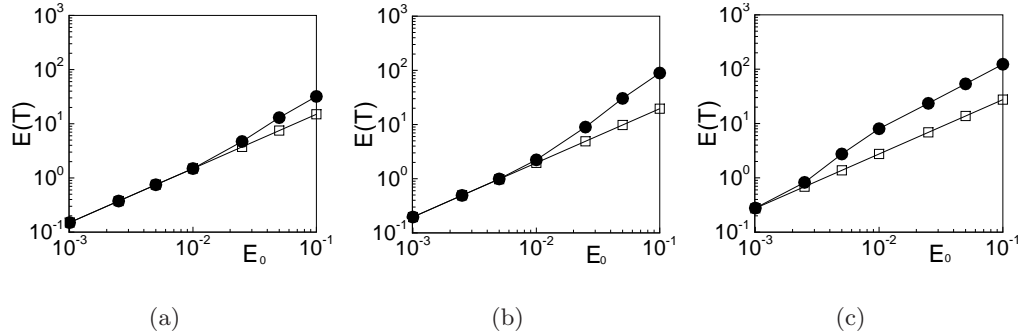 10³ 10³ 10³
10² 10² 10²
E(T) E(T) E(T)
10¹ 10¹ 10¹
10⁰ 10⁰ 10⁰
10⁻¹ 10⁻¹ 10⁻¹
10⁻³ 10⁻² 10⁻¹ 10⁻³ 10⁻² 10⁻¹ 10⁻³ 10⁻² 10⁻¹
E₀ E₀ E₀
(a) (b) (c)